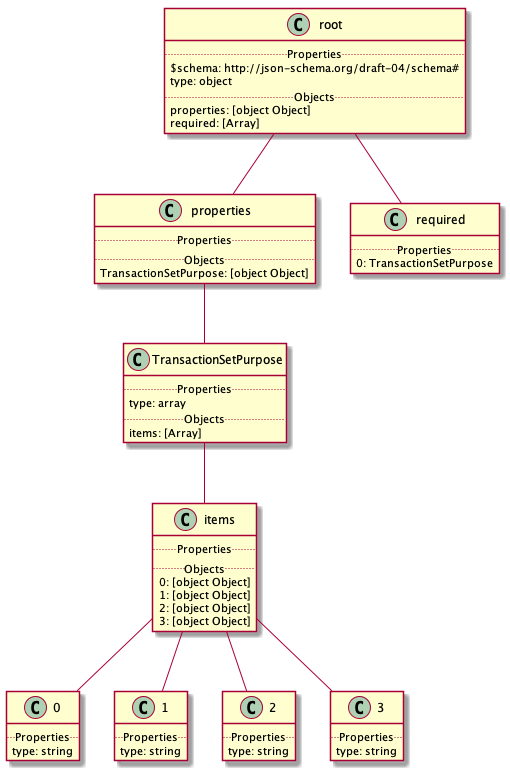 C root
Properties
$schema: http://json-schema.org/draft-04/schema#
type: object
Objects
properties: [object Object]
required: [Array]
C properties
Properties
Objects
TransactionSetPurpose: [object Object]
C required
Properties
0: TransactionSetPurpose
C TransactionSetPurpose
Properties
type: array
Objects
items: [Array]
C items
Properties
Objects
0: [object Object]
1: [object Object]
2: [object Object]
3: [object Object]
C 0
Properties
type: string
C 1
Properties
type: string
C 2
Properties
type: string
C 3
Properties
type: string